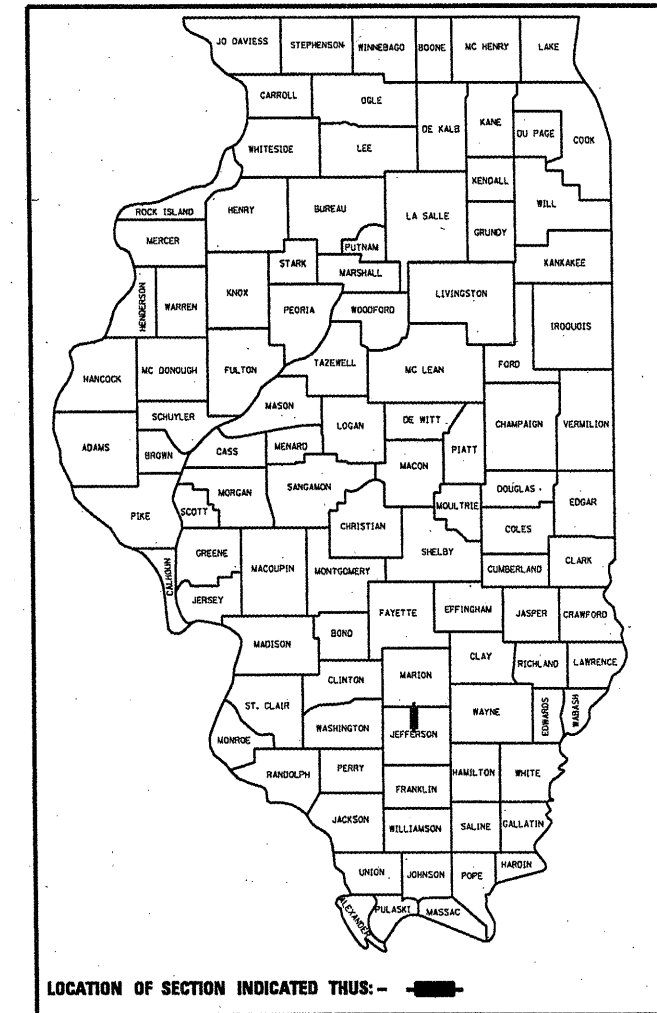 JO DAVIESS STEPHENSON WINNEBAGO BOONE MC HENRY LAKE
CARROLL OGLE DE KALB KANE DU PAGE COOK
WHITESIDE LEE
KENDALL WILL
ROCK ISLAND HENRY BUREAU LA SALLE GRUNDY
MERCER PUTNAM KANKAKEE
STARK MARSHALL
HENDERSON WARREN KNOX PEORIA WOODFORD LIVINGSTON IROQUOIS
HANCOCK MC DONOUGH FULTON TAZEWELL MC LEAN FORD
MASON
SCHUYLER LOGAN DE WITT CHAMPAIGN VERMILION
ADAMS BROWN CASS MENARD MACON PIATT
MORGAN SANGAMON DOUGLAS EDGAR
PIKE SCOTT CHRISTIAN MOULTRIE COLES
GREENE SHELBY CLARK
CALHOUN MACOUPIN MONTGOMERY CUMBERLAND
JERSEY FAYETTE EFFINGHAM JASPER CRAWFORD
MADISON BOND
CLAY RICHLAND LAWRENCE
CLINTON MARION
ST. CLAIR WAYNE EDWARDS WABASH
MONROE WASHINGTON JEFFERSON
RANDOLPH PERRY HAMILTON WHITE
FRANKLIN
JACKSON WILLIAMSON SALINE GALLATIN
UNION JOHNSON POPE HARDIN
ALEXANDER PULASKI MASSAC
LOCATION OF SECTION INDICATED THUS: -